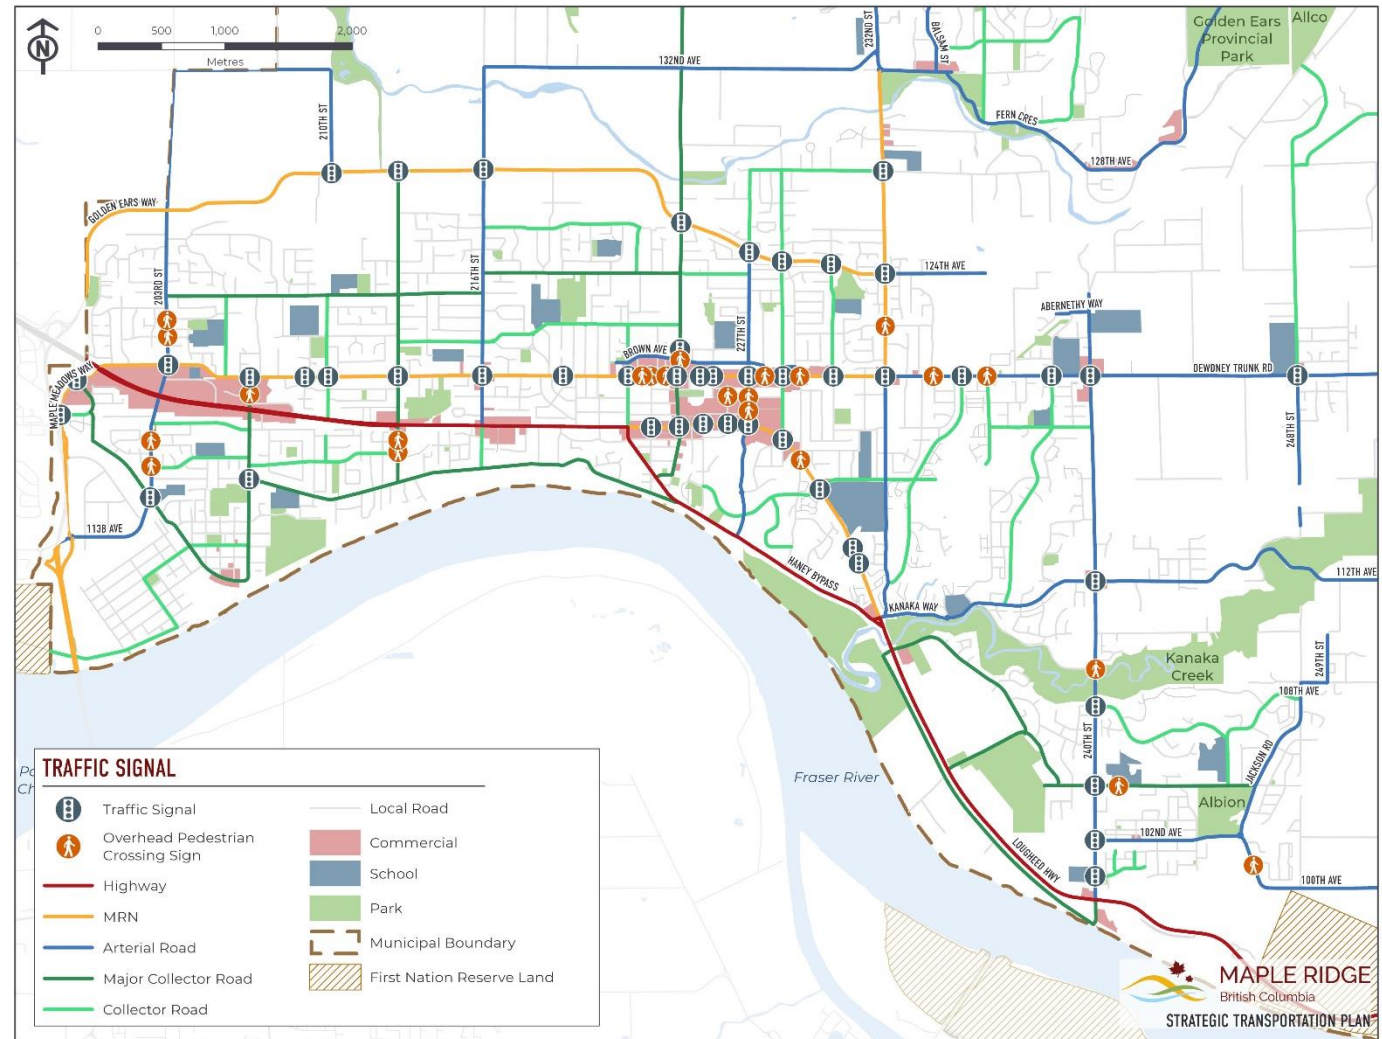 N
0 500 1,000 2,000
Metres
232ND ST
BALSAM ST
Golden Ears
Provincial
Park
Allco
132ND AVE
210TH ST
FERN CRES
128TH AVE
GOLDEN EARS WAY
203RD ST
216TH ST
124TH AVE
ABERNETHY WAY
227TH ST
BROWN AVE
MAPLE MEADOWS WAY
DEWDNEY TRUNK RD
248TH ST
113B AVE
HANEY BYPASS
KANAKA WAY
112TH AVE
249TH ST
Kanaka
Creek
108TH AVE
240TH ST
JACKSON RD
Fraser River
Albion
102ND AVE
LOUGHEED HWY
100TH AVE
TRAFFIC SIGNAL
Traffic Signal
Overhead Pedestrian
Crossing Sign
Highway
MRN
Arterial Road
Major Collector Road
Collector Road
Local Road
Commercial
School
Park
Municipal Boundary
First Nation Reserve Land
MAPLE RIDGE
British Columbia
STRATEGIC TRANSPORTATION PLAN